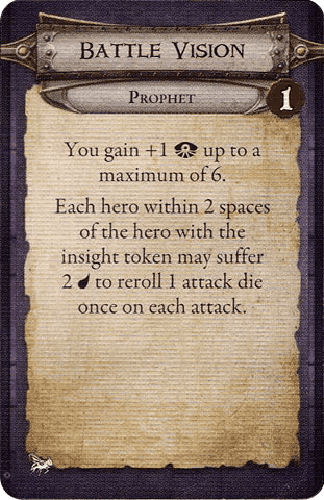 Battle Vision
Prophet
1
You gain +1 up to a
maximum of 6.
Each hero within 2 spaces
of the hero with the
insight token may suffer
2 to reroll 1 attack die
once on each attack.